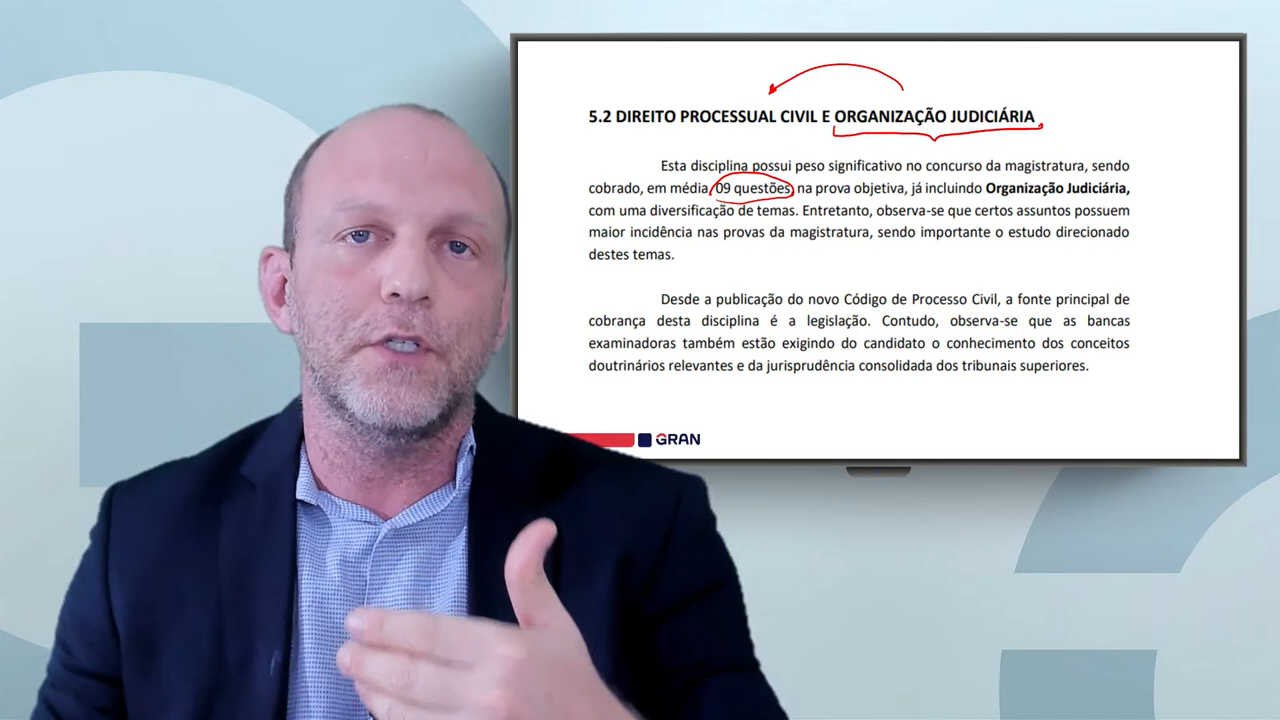 5.2 DIREITO PROCESSUAL CIVIL E ORGANIZAÇÃO JUDICIÁRIA
Esta disciplina possui peso significativo no concurso da magistratura, sendo
cobrado, em média, 09 questões, na prova objetiva, já incluindo Organização Judiciária,
com uma diversificação de temas. Entretanto, observa-se que certos assuntos possuem
maior incidência nas provas da magistratura, sendo importante o estudo direcionado
destes temas.
Desde a publicação do novo Código de Processo Civil, a fonte principal de
cobrança desta disciplina é a legislação. Contudo, observa-se que as bancas
examinadoras também estão exigindo do candidato o conhecimento dos conceitos
doutrinários relevantes e da jurisprudência consolidada dos tribunais superiores.
GRAN